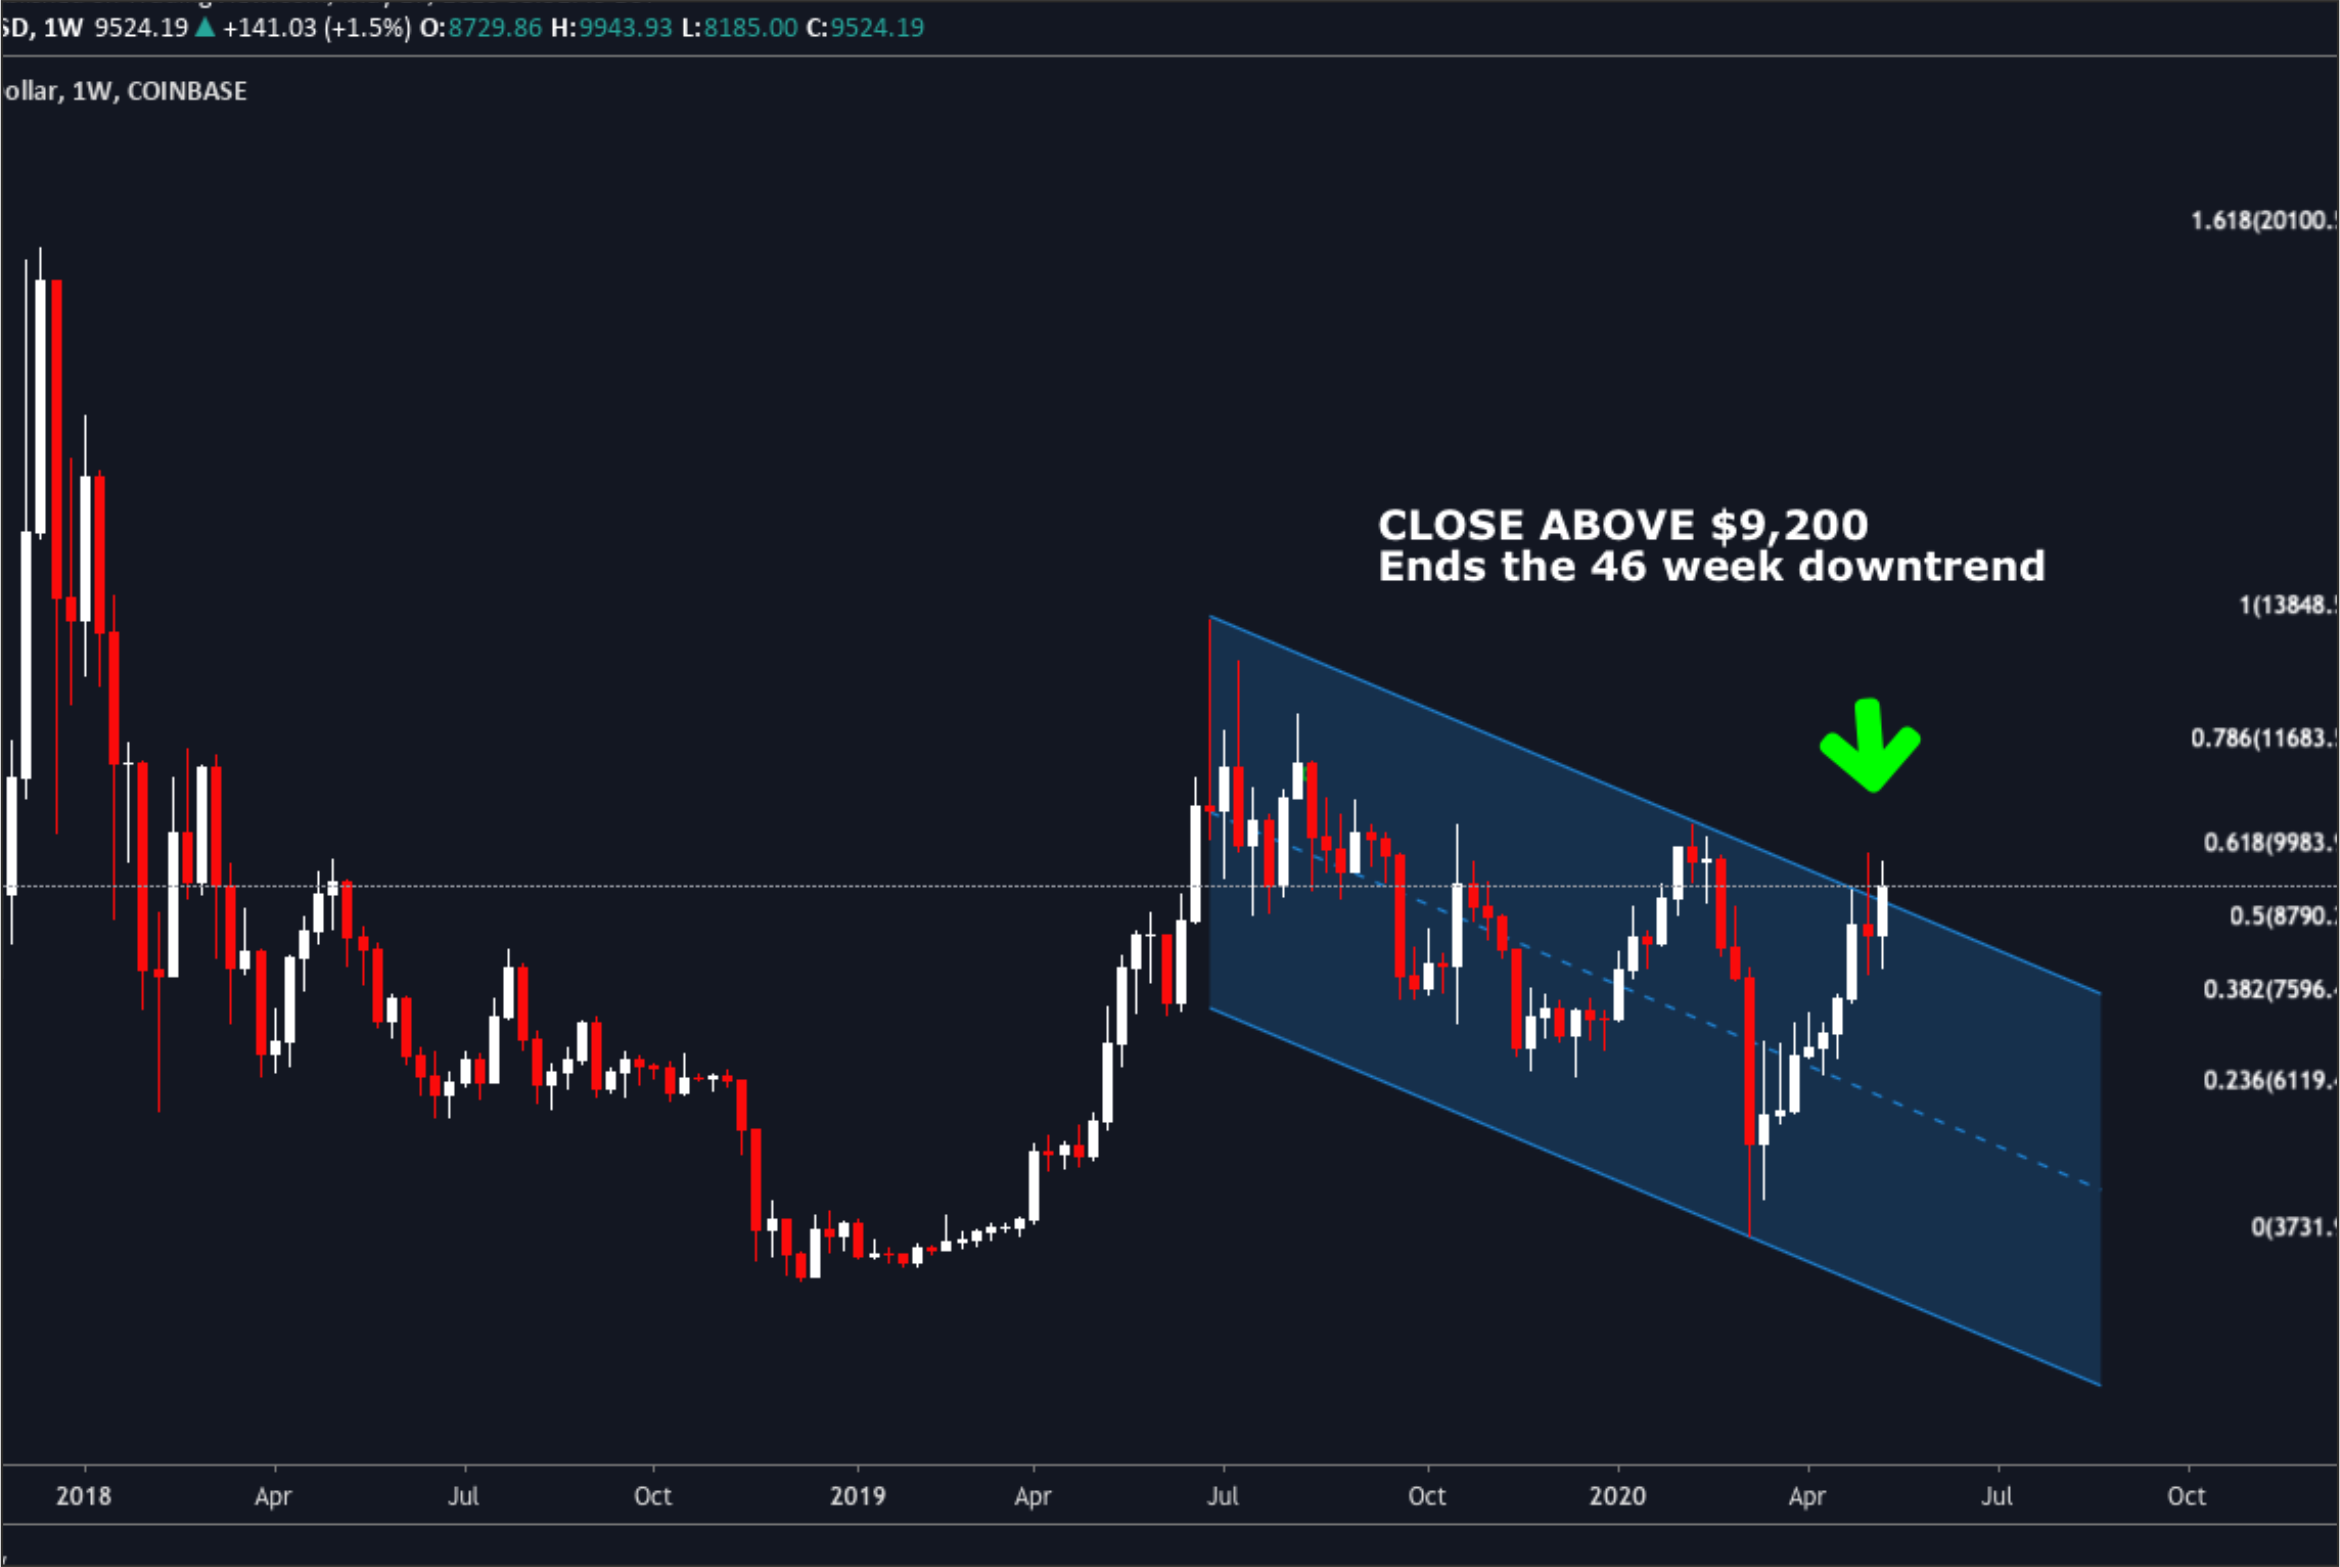 SD, 1W 9524.19 ▲ +141.03 (+1.5%) O:8729.86 H:9943.93 L:8185.00 C:9524.19
ollar, 1W, COINBASE
1.618(20100.
CLOSE ABOVE $9,200
Ends the 46 week downtrend
1(13848.
0.786(11683.
0.618(9983.
0.5(8790.
0.382(7596.
0.236(6119.
0(3731.
2018 Apr Jul Oct 2019 Apr Jul Oct 2020 Apr Jul Oct